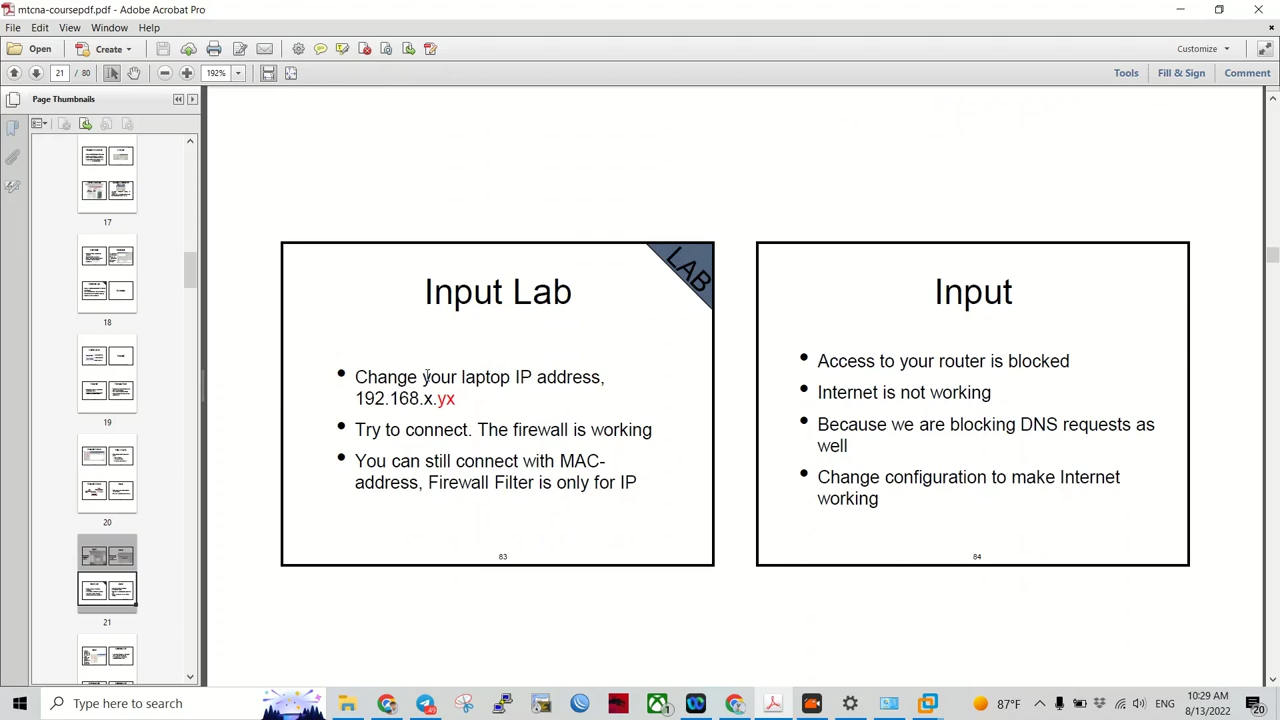 mtcna-coursepdf.pdf - Adobe Acrobat Pro
File Edit View Window Help
Open Create Customize
21 / 80 192% Tools Fill & Sign Comment
Page Thumbnails
17
18
19
20
21
Input Lab
LAB
• Change your laptop IP address,
192.168.x.yx
• Try to connect. The firewall is working
• You can still connect with MAC-
address, Firewall Filter is only for IP
83
Input
• Access to your router is blocked
• Internet is not working
• Because we are blocking DNS requests as
well
• Change configuration to make Internet
working
84
Type here to search
87°F
ENG
10:29 AM
8/13/2022
20